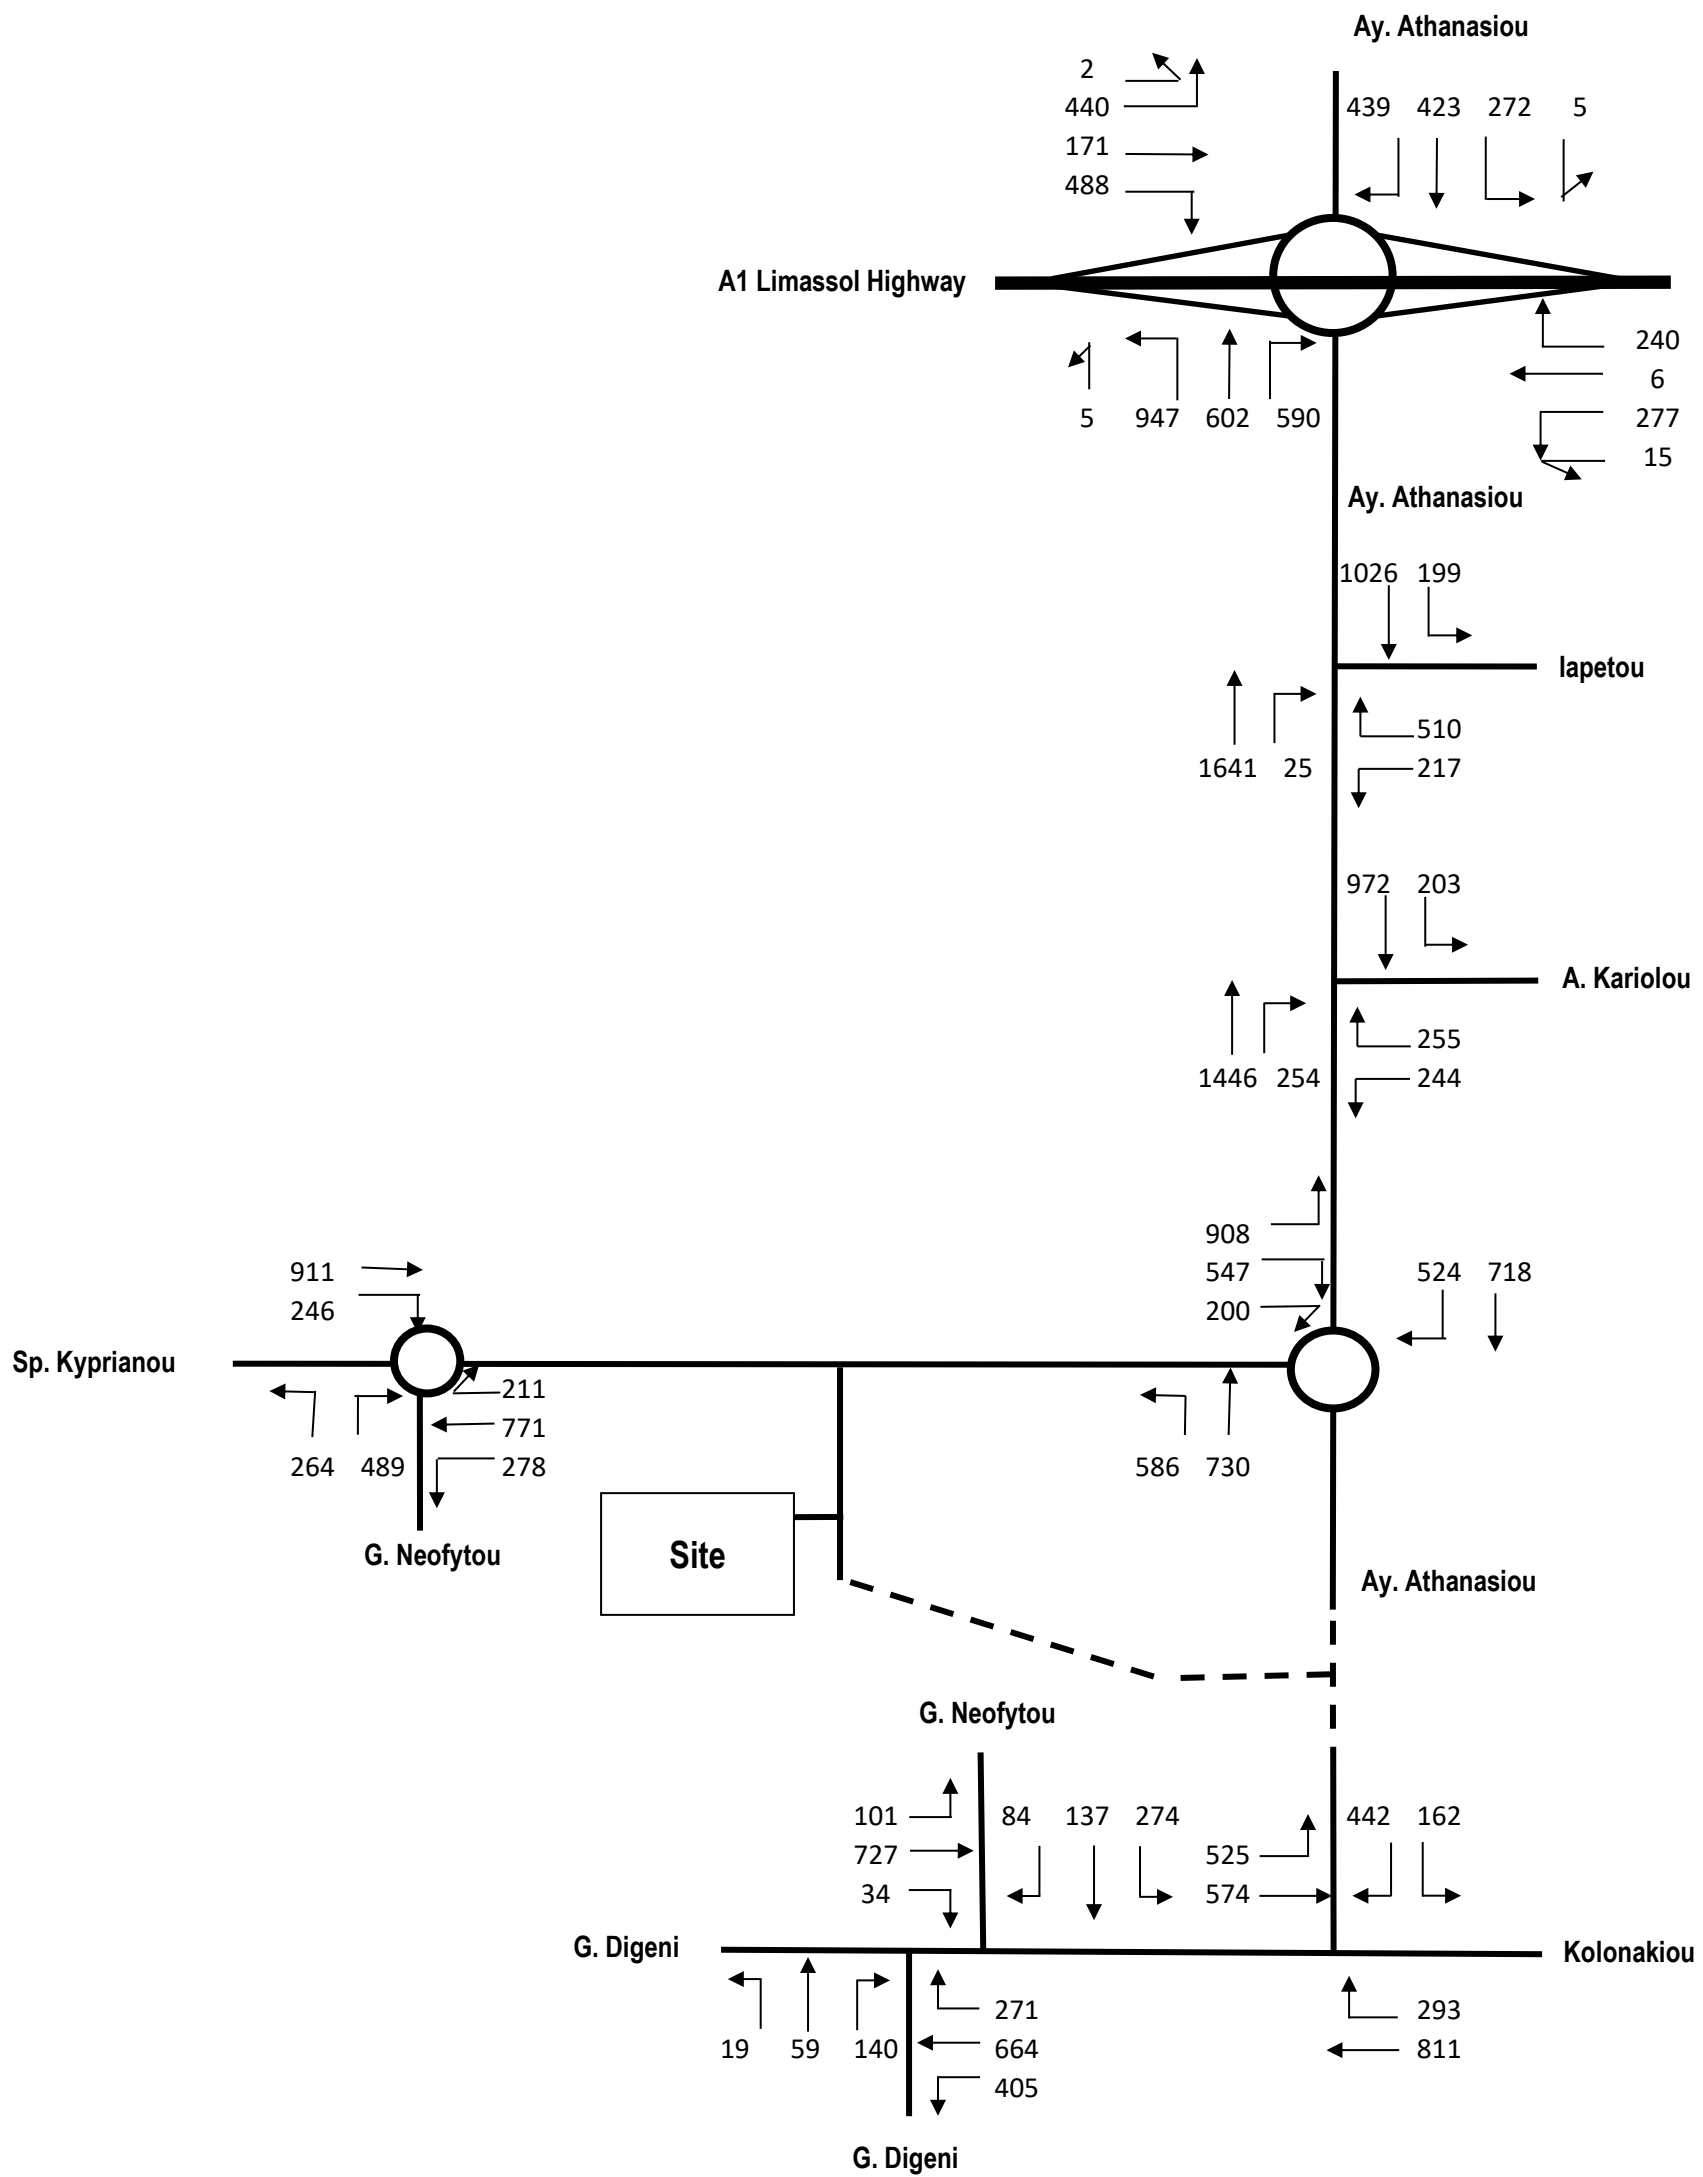 Ay. Athanasiou
2
440
171
488
439 423 272 5
A1 Limassol Highway
5 947 602 590
240
6
277
15
Ay. Athanasiou
1026 199
Iapetou
1641 25
510
217
972 203
A. Kariolou
1446 254
255
244
908
547
200
524 718
911
246
Sp. Kyprianou
264 489
211
771
278
586 730
G. Neofytou
Site
Ay. Athanasiou
G. Neofytou
101
727
34
84 137 274
525
574
442 162
G. Digeni
Kolonakiou
19 59 140
271
664
405
293
811
G. Digeni